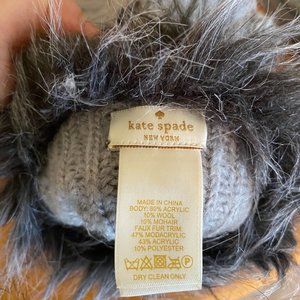 kate spade
NEW YORK
MADE IN CHINA
BODY: 80% ACRYLIC
10% WOOL
10% MOHAIR
FAUX FUR TRIM:
47% MODACRYLIC
43% ACRYLIC
10% POLYESTER
DRY CLEAN ONLY